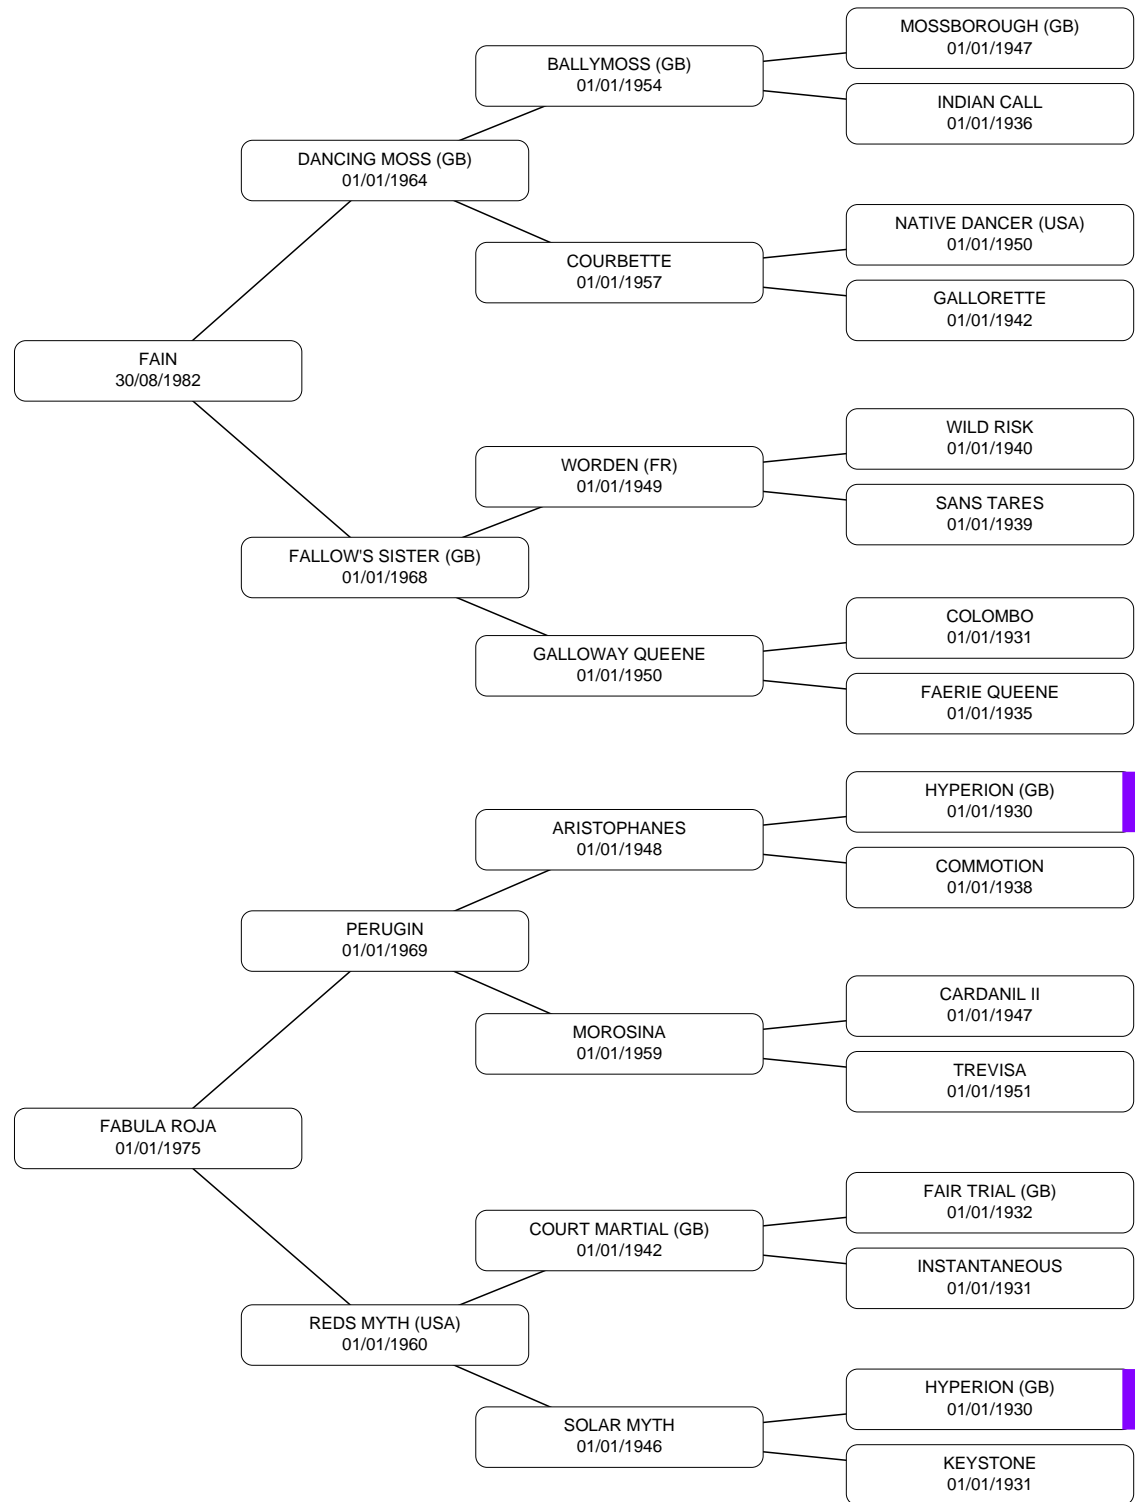 MOSSBOROUGH (GB)
01/01/1947
BALLYMOSS (GB)
01/01/1954
INDIAN CALL
01/01/1936
DANCING MOSS (GB)
01/01/1964
NATIVE DANCER (USA)
01/01/1950
COURBETTE
01/01/1957
GALLORETTE
01/01/1942
FAIN
30/08/1982
WILD RISK
01/01/1940
WORDEN (FR)
01/01/1949
SANS TARES
01/01/1939
FALLOW'S SISTER (GB)
01/01/1968
COLOMBO
01/01/1931
GALLOWAY QUEENE
01/01/1950
FAERIE QUEENE
01/01/1935
HYPERION (GB)
01/01/1930
ARISTOPHANES
01/01/1948
COMMOTION
01/01/1938
PERUGIN
01/01/1969
CARDANIL II
01/01/1947
MOROSINA
01/01/1959
TREVISA
01/01/1951
FABULA ROJA
01/01/1975
FAIR TRIAL (GB)
01/01/1932
COURT MARTIAL (GB)
01/01/1942
INSTANTANEOUS
01/01/1931
REDS MYTH (USA)
01/01/1960
HYPERION (GB)
01/01/1930
SOLAR MYTH
01/01/1946
KEYSTONE
01/01/1931